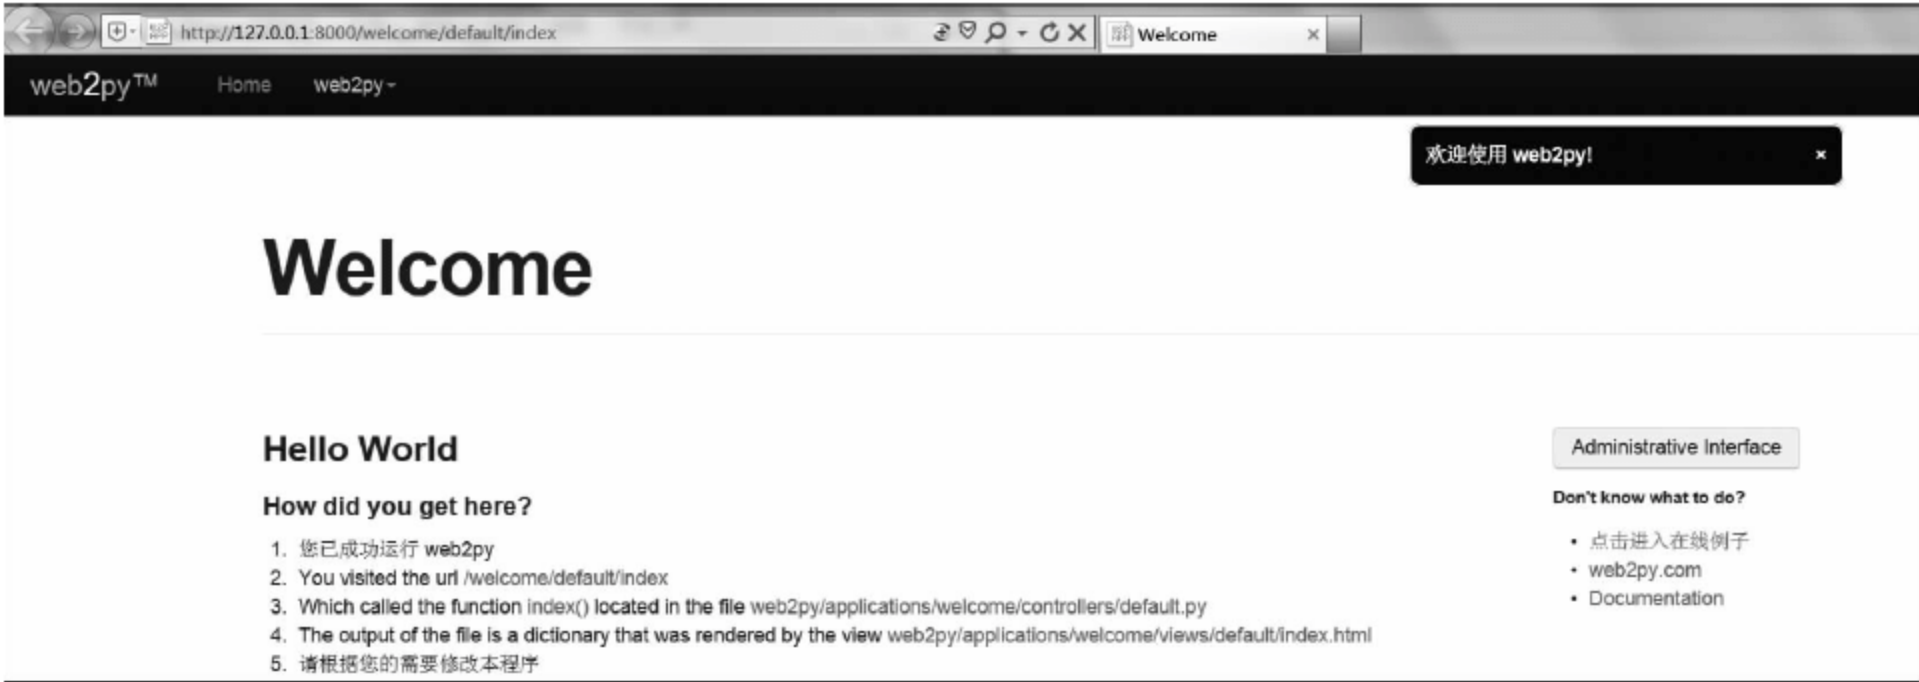 http://127.0.0.1:8000/welcome/default/index
Welcome
web2py™ Home web2py
欢迎使用 web2py! ×
Welcome
Hello World
How did you get here?
1. 您已成功运行 web2py
2. You visited the url /welcome/default/index
3. Which called the function index() located in the file web2py/applications/welcome/controllers/default.py
4. The output of the file is a dictionary that was rendered by the view web2py/applications/welcome/views/default/index.html
5. 请根据您的需要修改本程序
Administrative Interface
Don't know what to do?
• 点击进入在线例子
• web2py.com
• Documentation